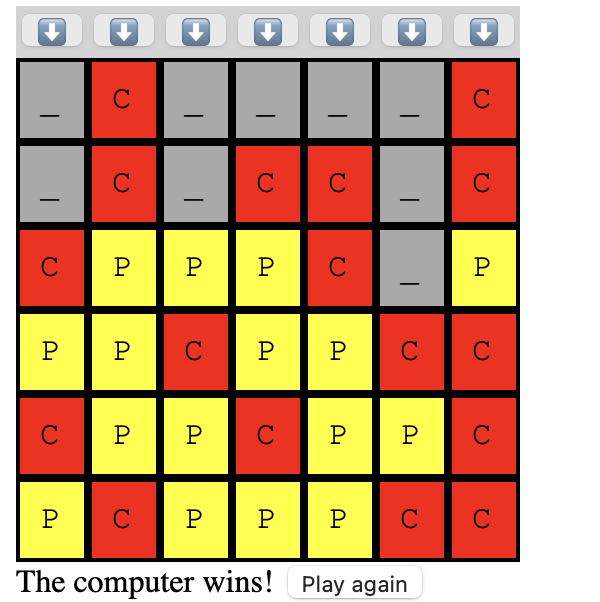 ⬇ ⬇ ⬇ ⬇ ⬇ ⬇ ⬇
_ C _ _ _ _ C
_ C _ C C _ C
C P P P C _ P
P P C P P C C
C P P C P P C
P C P P P C C
The computer wins! Play again